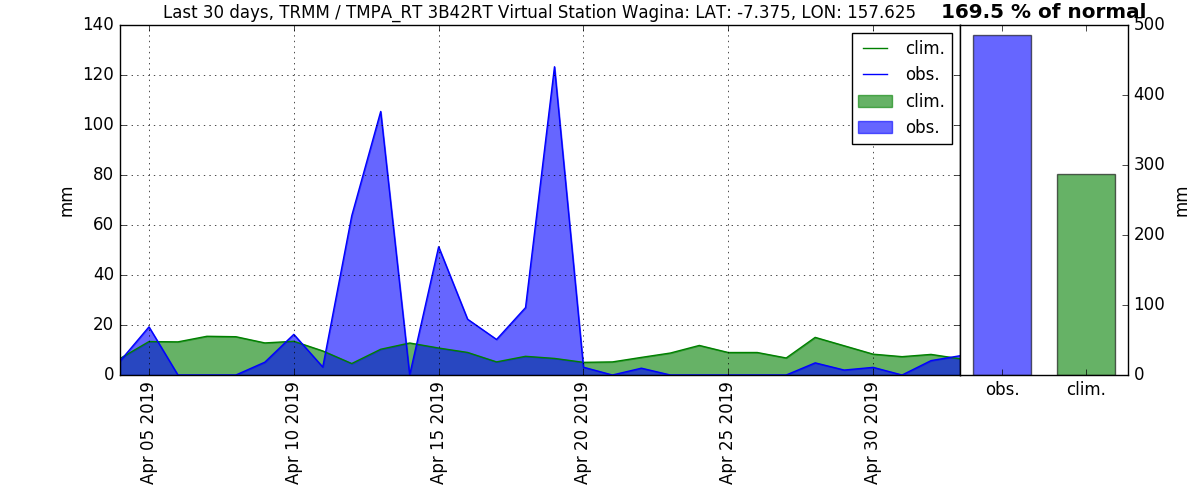 Last 30 days, TRMM / TMPA_RT 3B42RT Virtual Station Wagina: LAT: -7.375, LON: 157.625
169.5 % of normal
140
120
100
80
60
40
20
0
mm
clim.
obs.
clim.
obs.
Apr 05 2019
Apr 10 2019
Apr 15 2019
Apr 20 2019
Apr 25 2019
Apr 30 2019
500
400
300
200
100
0
mm
obs.
clim.